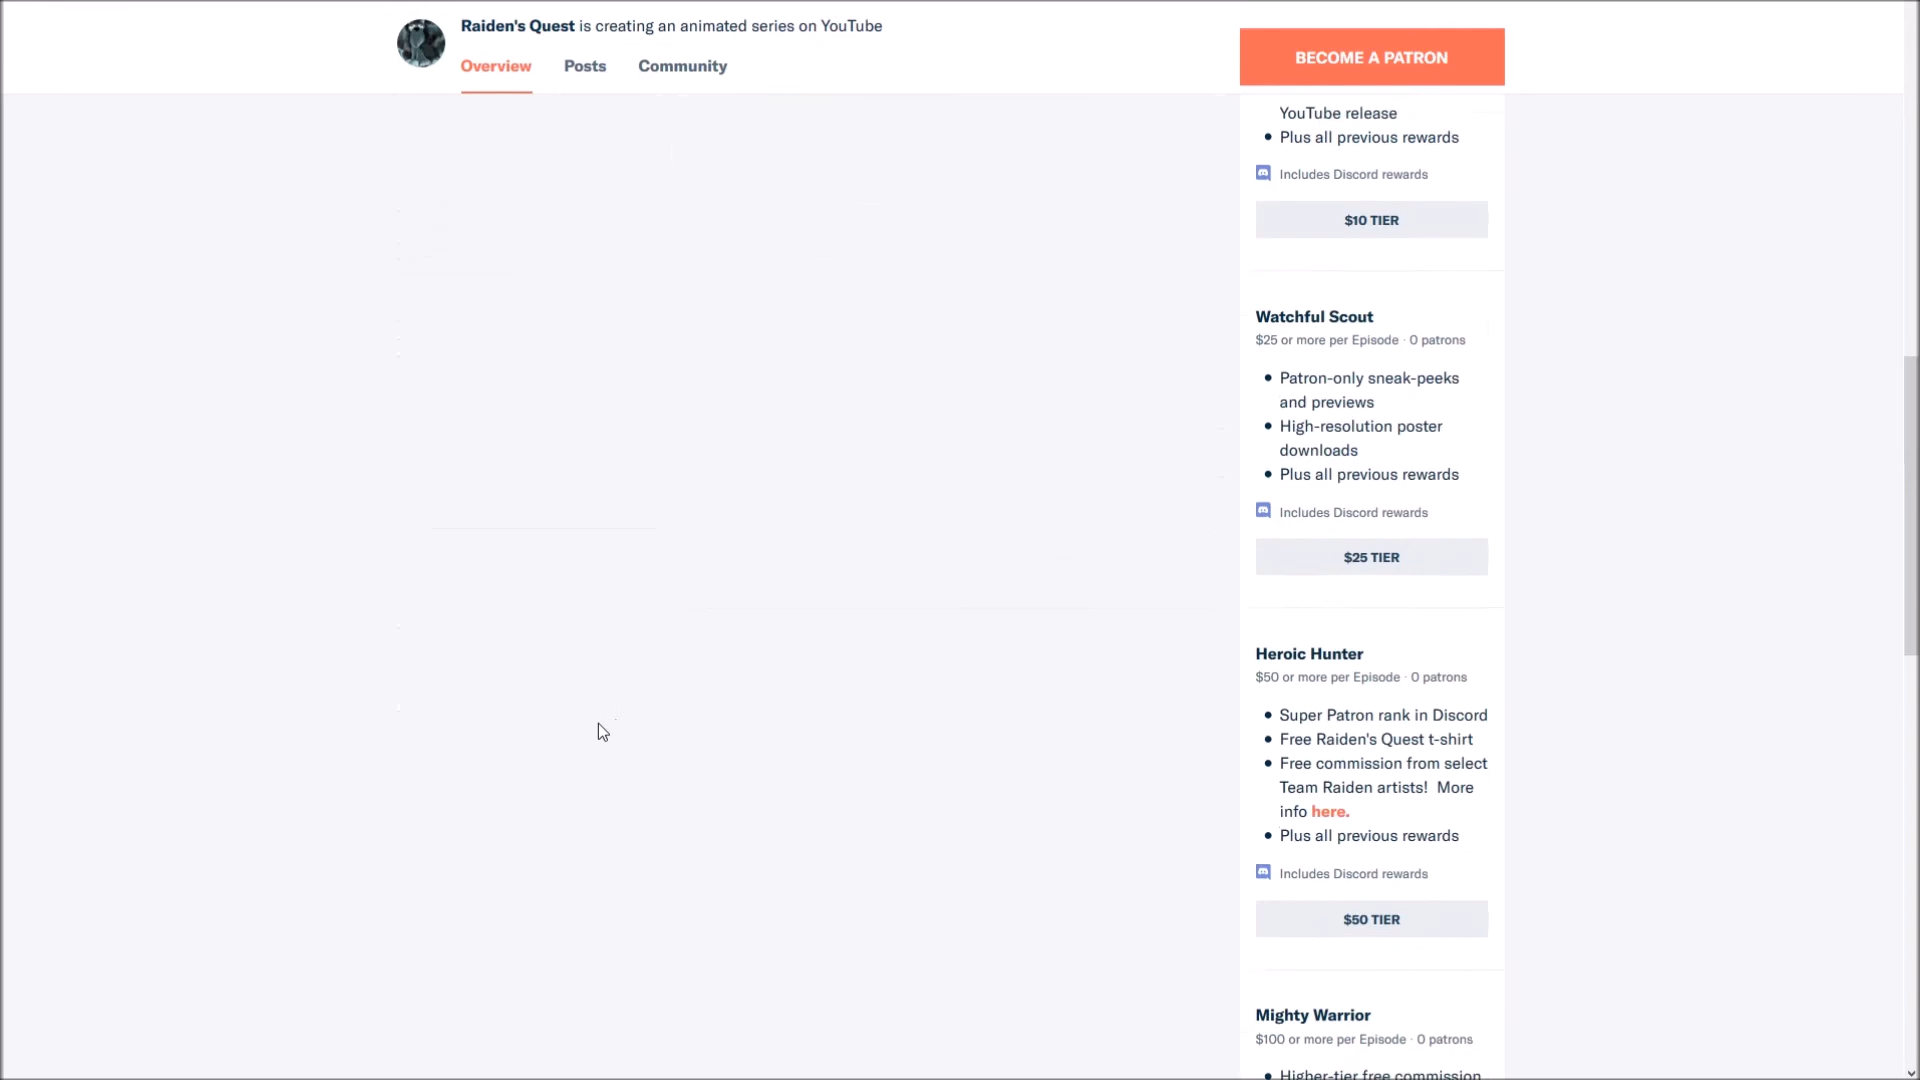 Raiden's Quest is creating an animated series on YouTube
Overview Posts Community
BECOME A PATRON
YouTube release
Plus all previous rewards
Includes Discord rewards
$10 TIER
Watchful Scout
$25 or more per Episode · 0 patrons
Patron-only sneak-peeks
and previews
High-resolution poster
downloads
Plus all previous rewards
Includes Discord rewards
$25 TIER
Heroic Hunter
$50 or more per Episode · 0 patrons
Super Patron rank in Discord
Free Raiden's Quest t-shirt
Free commission from select
Team Raiden artists! More
info here.
Plus all previous rewards
Includes Discord rewards
$50 TIER
Mighty Warrior
$100 or more per Episode · 0 patrons
Higher-tier free commission